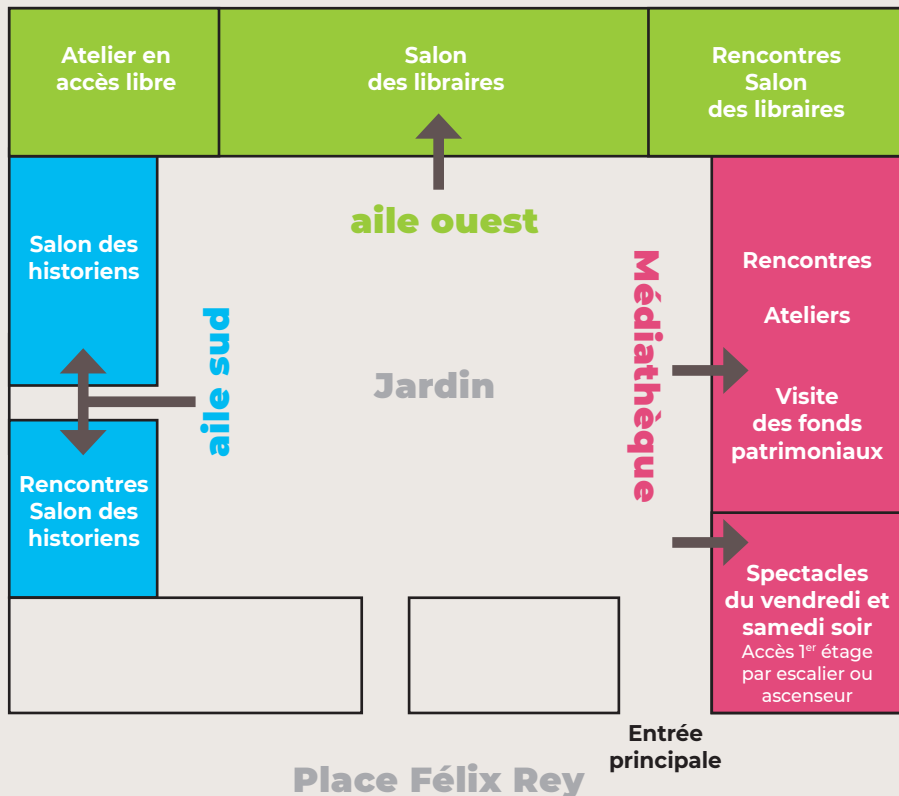 Atelier en
accès libre
Salon
des libraires
Rencontres
Salon
des libraires
aile ouest
Salon des
historiens
aile sud
Rencontres
Salon des
historiens
Jardin
Médiathèque
Rencontres
Ateliers
Visite
des fonds
patrimoniaux
Spectacles
du vendredi et
samedi soir
Accès 1er étage
par escalier ou
ascenseur
Entrée
principale
Place Félix Rey